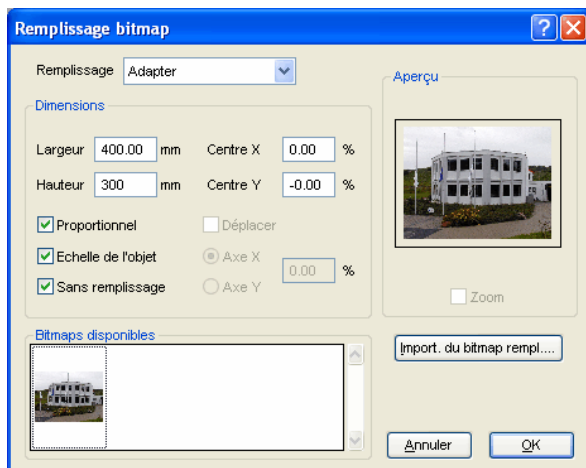 Remplissage bitmap
Remplissage Adapter
Aperçu
Dimensions
Largeur 400.00 mm Centre X 0.00 %
Hauteur 300 mm Centre Y -0.00 %
Proportionnel Déplacer
Echelle de l'objet Axe X
0.00 %
Sans remplissage Axe Y
Zoom
Bitmaps disponibles
Import. du bitmap rempl....
Annuler OK